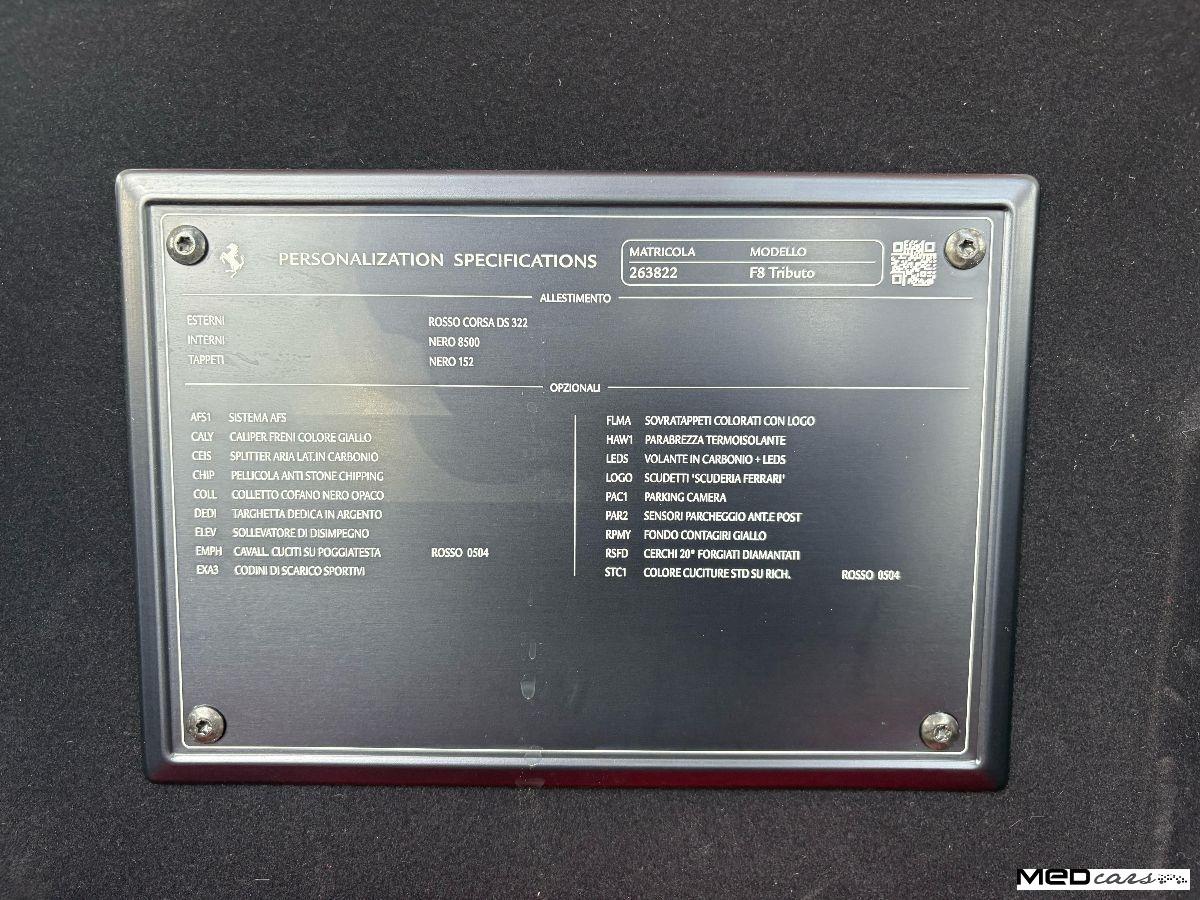 PERSONALIZATION SPECIFICATIONS
MATRICOLA MODELLO
263822 F8 Tributo
ALLESTIMENTO
ESTERNI ROSSO CORSA DS 322
INTERNI NERO 8500
TAPPETI NERO 152
OPZIONALI
AFS1 SISTEMA AFS
CALY CALIPER FRENI COLORE GIALLO
CEIS SPLITTER ARIA LAT.IN CARBONIO
CHIP PELLICOLA ANTI STONE CHIPPING
COLL COLLETTO COFANO NERO OPACO
DEDI TARGHETTA DEDICA IN ARGENTO
ELEV SOLLEVATORE DI DISIMPEGNO
EMPH CAVALL. CUCITI SU POGGIATESTA ROSSO 0504
EXA3 CODINI DI SCARICO SPORTIVI
FLMA SOVRATAPPETI COLORATI CON LOGO
HAW1 PARABREZZA TERMOISOLANTE
LEDS VOLANTE IN CARBONIO + LEDS
LOGO SCUDETTI 'SCUDERIA FERRARI'
PAC1 PARKING CAMERA
PAR2 SENSORI PARCHEGGIO ANT.E POST
RPMY FONDO CONTAGIRI GIALLO
RSFD CERCHI 20" FORGIATI DIAMANTATI
STC1 COLORE CUCITURE STD SU RICH. ROSSO 0504
MEDcars